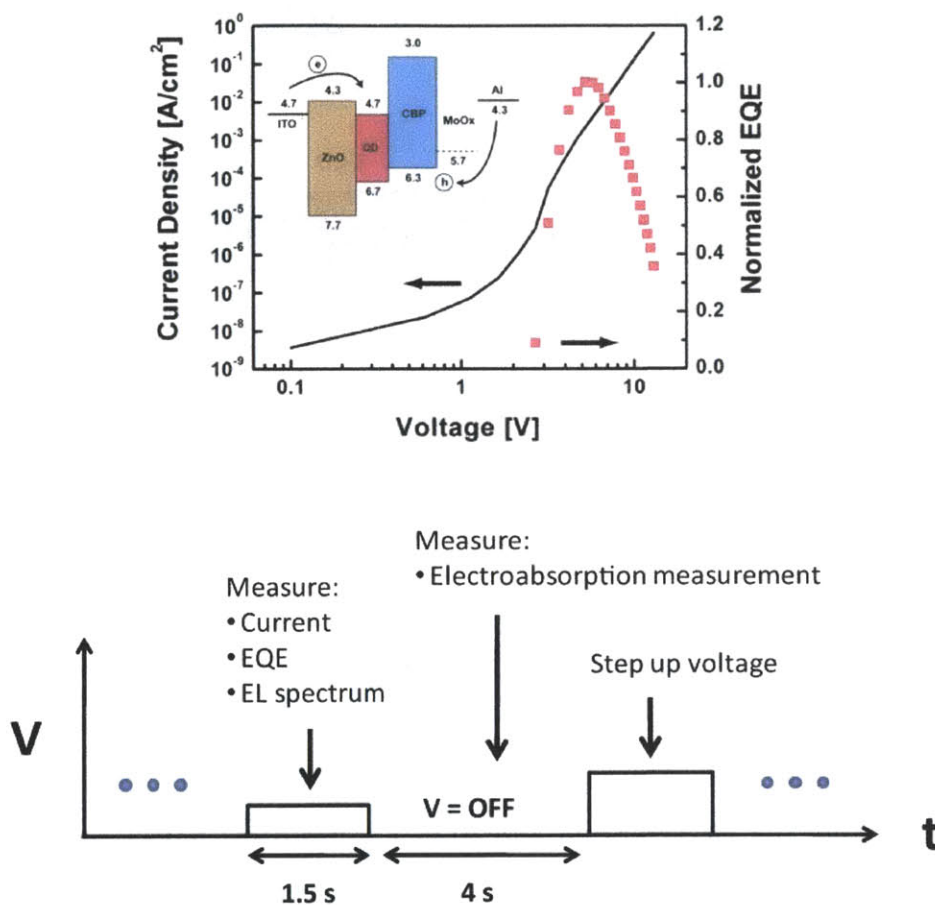 Current Density [A/cm²]
10⁰
10⁻¹
10⁻²
10⁻³
10⁻⁴
10⁻⁵
10⁻⁶
10⁻⁷
10⁻⁸
10⁻⁹
3.0
e
4.7
4.3
4.7
Al
4.3
ITO
ZnO
QD
CBP
MoOx
5.7
6.7
6.3
h
7.7
1.2
1.0
0.8
0.6
0.4
0.2
0.0
Normalized EQE
0.1
1
10
Voltage [V]
Measure:
• Current
• EQE
• EL spectrum
Measure:
• Electroabsorption measurement
Step up voltage
V
V = OFF
t
1.5 s
4 s